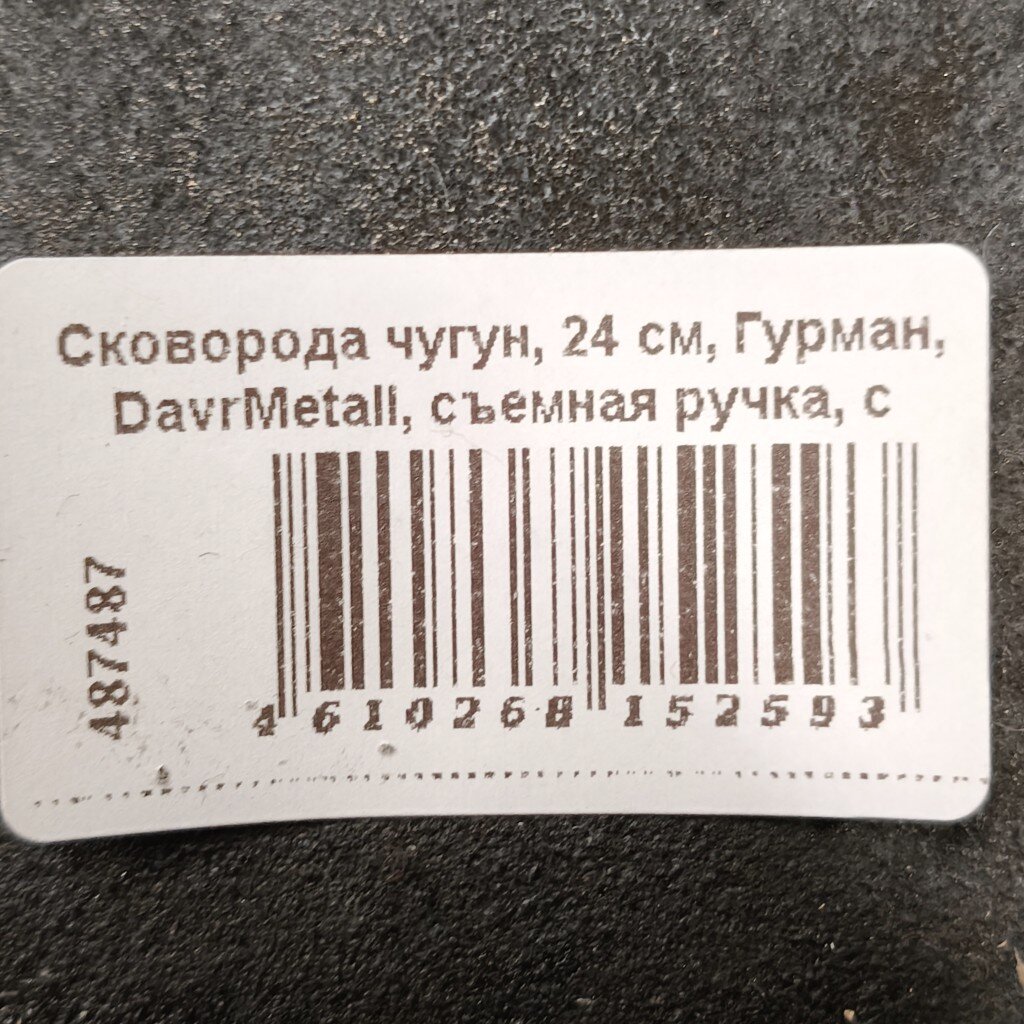 Сковорода чугун, 24 см, Гурман,
DavrMetall, съемная ручка, с
487487
4 610268 152593